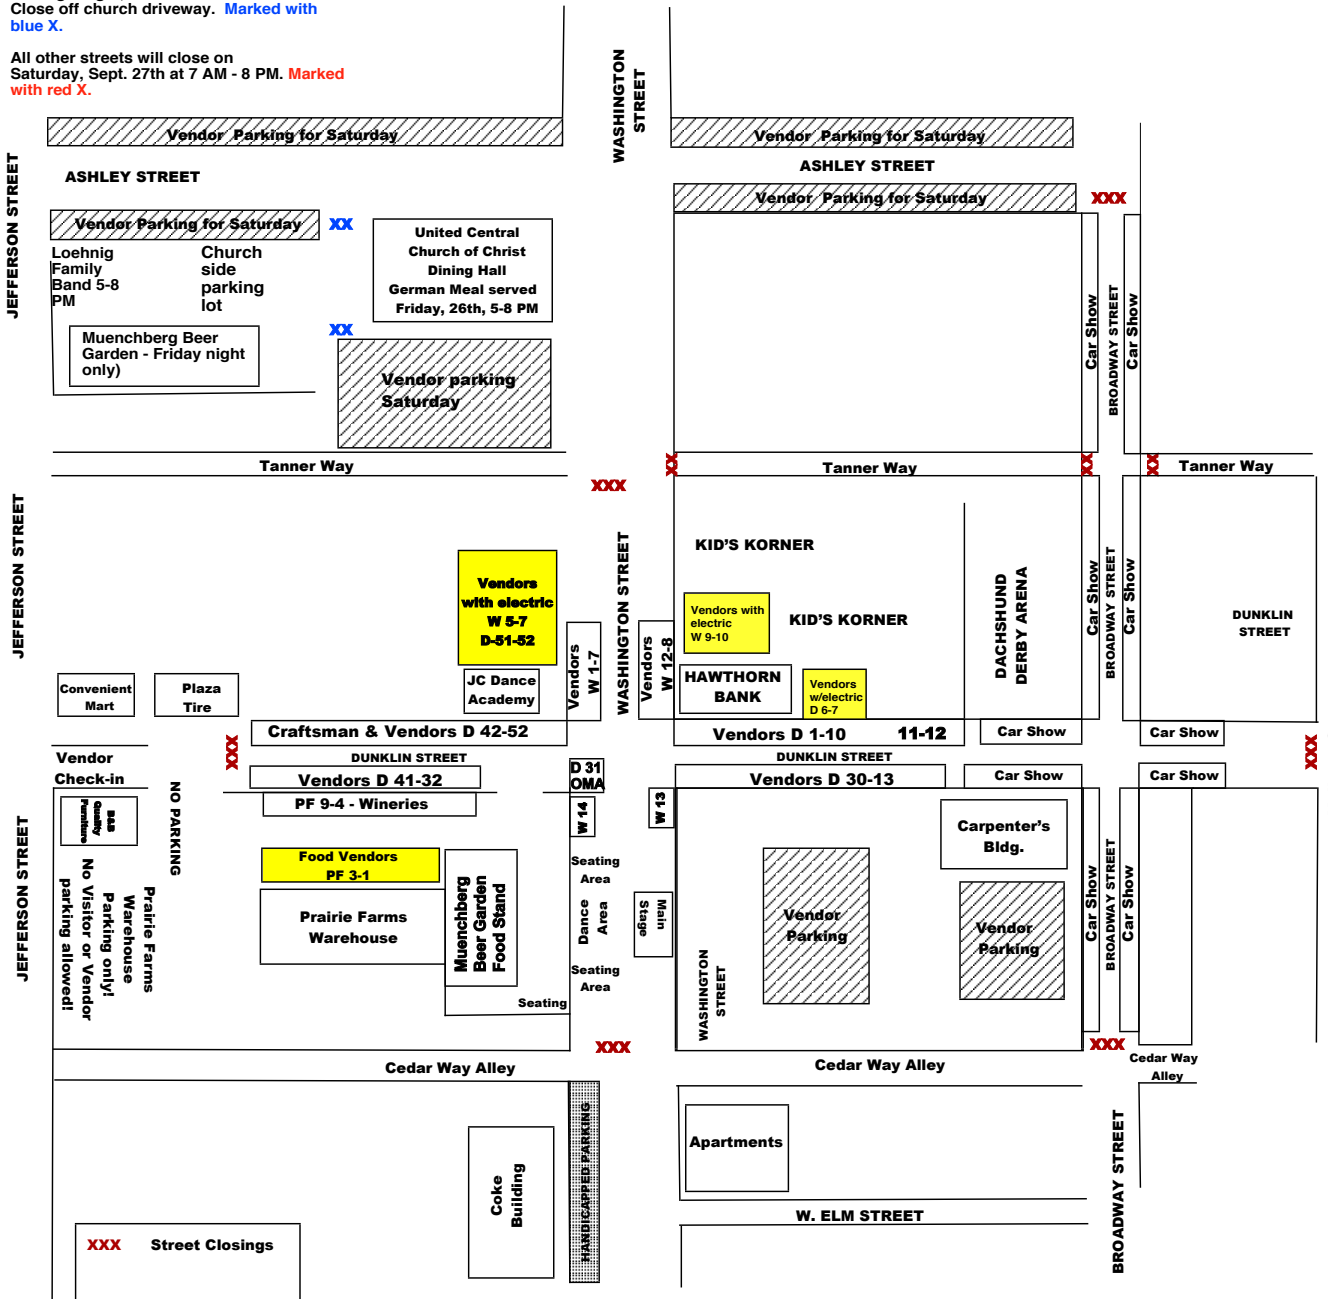 Close off church driveway. Marked with
blue X.
All other streets will close on
Saturday, Sept. 27th at 7 AM - 8 PM. Marked
with red X.
WASHINGTON
STREET
Vendor Parking for Saturday
Vendor Parking for Saturday
JEFFERSON STREET
ASHLEY STREET
ASHLEY STREET
Vendor Parking for Saturday
XXX
Vendor Parking for Saturday
XX
United Central
Church of Christ
Dining Hall
German Meal served
Friday, 26th, 5-8 PM
Loehnig
Family
Band 5-8
PM
Church
side
parking
lot
XX
Muenchberg Beer
Garden - Friday night
only)
Vendor parking
Saturday
Car Show
BROADWAY STREET
Car Show
Tanner Way
XX
Tanner Way
XX
XX
Tanner Way
XXX
JEFFERSON STREET
WASHINGTON STREET
KID'S KORNER
KID'S KORNER
Vendors
with electric
W 5-7
D-51-52
Vendors with
electric
W 9-10
DACHSHUND
DERBY ARENA
Car Show
BROADWAY STREET
Car Show
DUNKLIN
STREET
Vendors
W 1-7
Vendors
W 12-8
Convenient
Mart
Plaza
Tire
JC Dance
Academy
HAWTHORN
BANK
Vendors
w/electric
D 6-7
Craftsman & Vendors D 42-52
Vendors D 1-10
11-12
Car Show
Car Show
XXX
XXX
Vendor
Check-in
DUNKLIN STREET
DUNKLIN STREET
Vendors D 41-32
D 31
OMA
Vendors D 30-13
Car Show
Car Show
NO PARKING
PF 9-4 - Wineries
W 14
W 13
B&B
Quality
Furniture
JEFFERSON STREET
Carpenter's
Bldg.
Food Vendors
PF 3-1
Prairie Farms
Warehouse
Muenchberg
Beer Garden
Food Stand
Seating
Area
Dance
Area
Seating
Area
Main
Stage
Vendor
Parking
Vendor
Parking
Car Show
BROADWAY STREET
Car Show
Prairie Farms
Warehouse
Parking only!
No Visitor or Vendor
parking allowed!
Seating
WASHINGTON
STREET
XXX
XXX
Cedar Way Alley
Cedar Way Alley
Cedar Way
Alley
HANDICAPPED PARKING
Coke
Building
Apartments
BROADWAY STREET
W. ELM STREET
XXX Street Closings